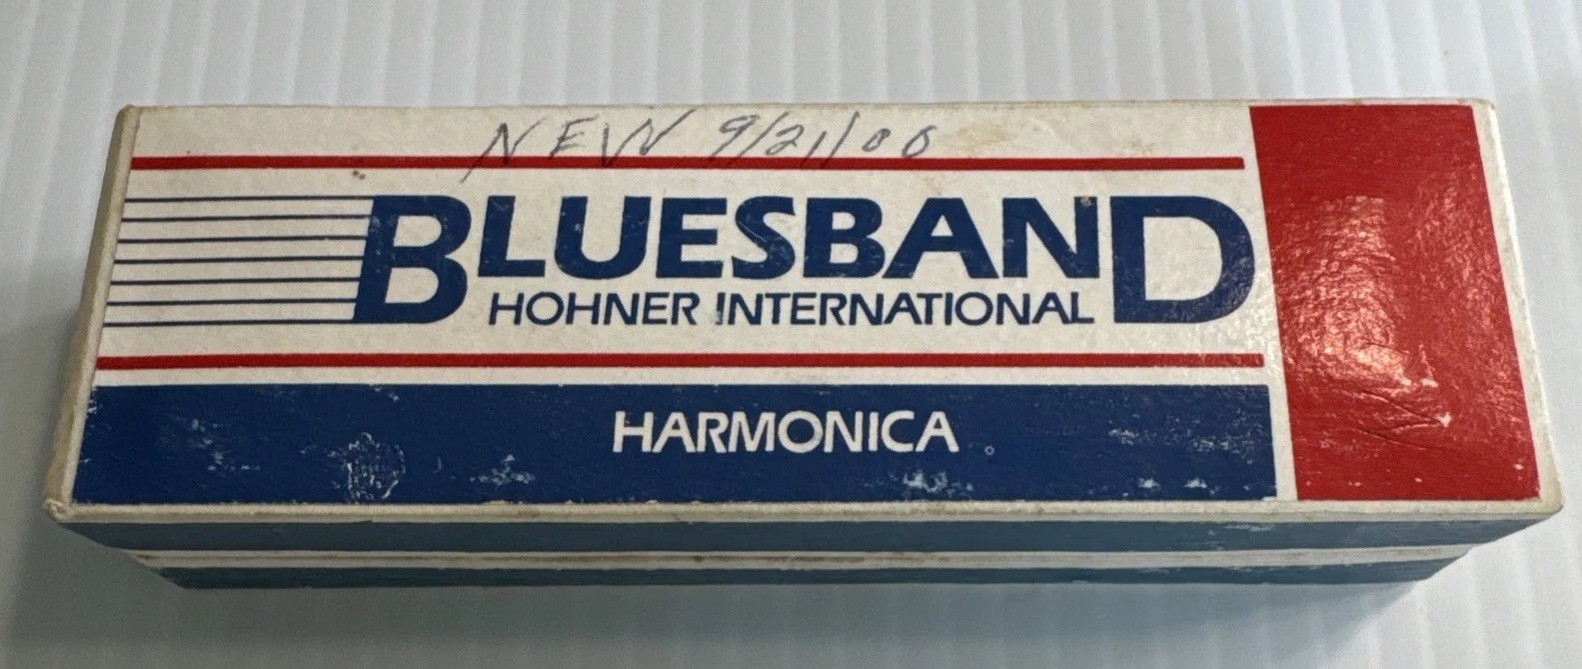 NEW 9/21/00
BLUESBAND
HOHNER INTERNATIONAL
HARMONICA